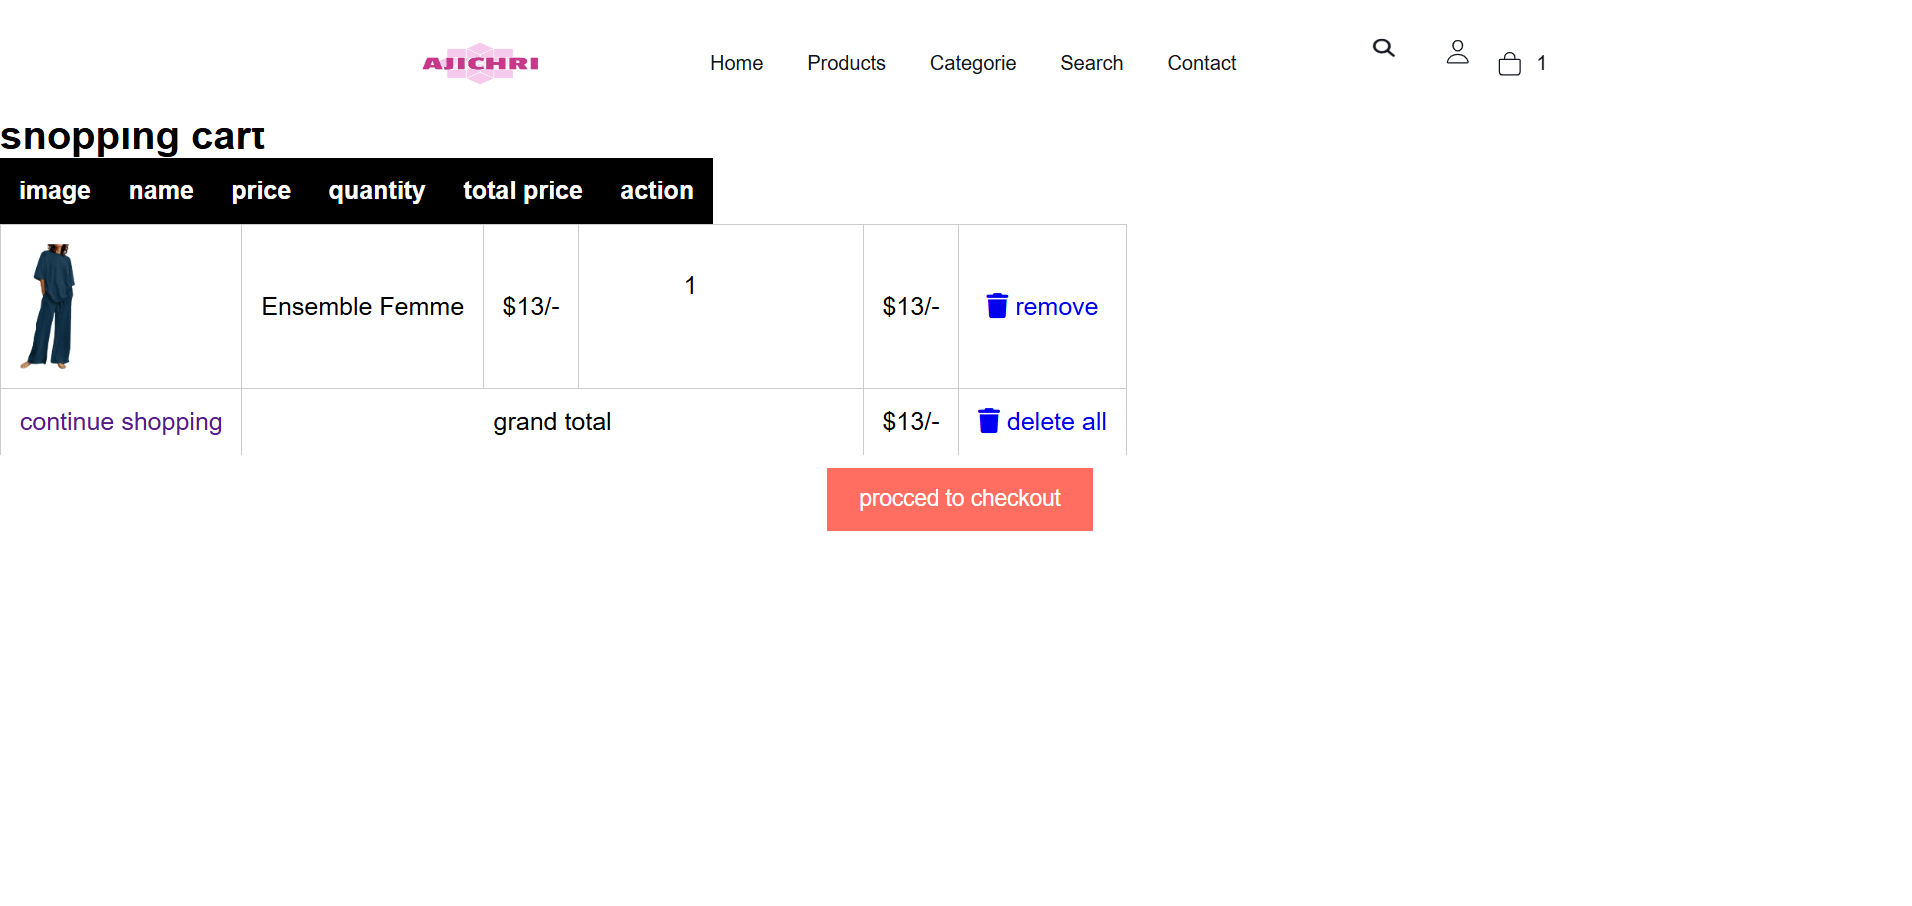 AJICHRI
Home Products Categorie Search Contact 1
shopping cart
image name price quantity total price action
Ensemble Femme $13/- 1 $13/- remove
continue shopping grand total $13/- delete all
procced to checkout